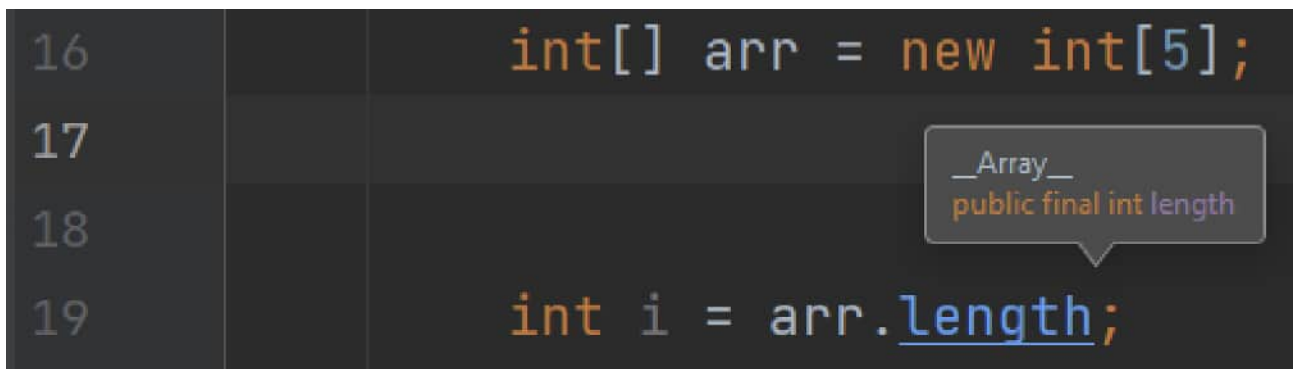 16 int[] arr = new int[5];
17
__Array__
public final int length
18
19 int i = arr.length;